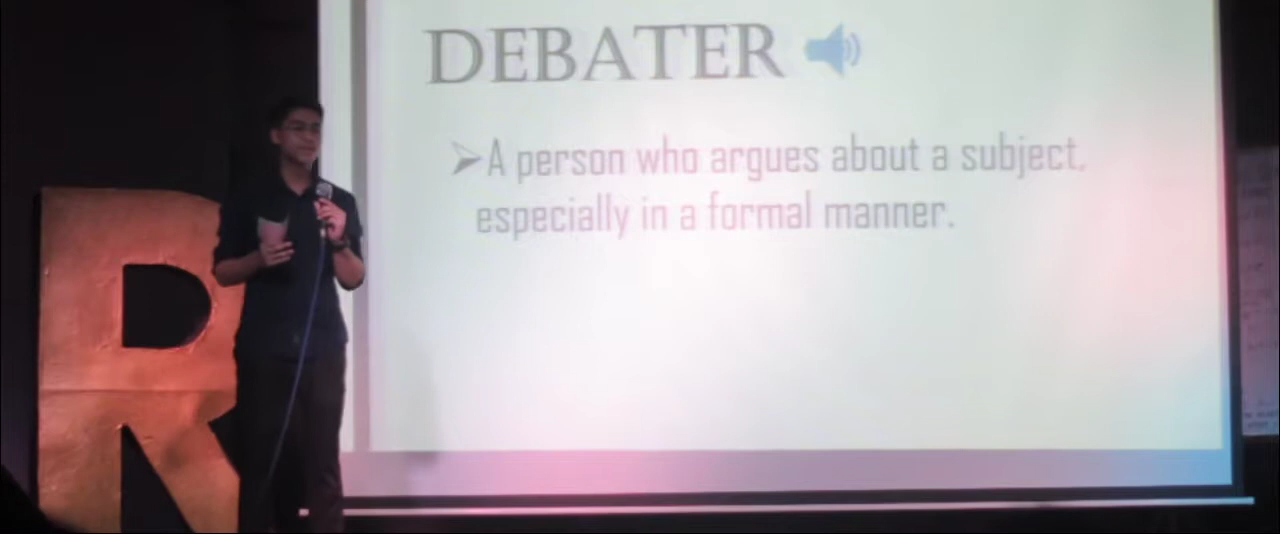 DEBATER
A person who argues about a subject,
especially in a formal manner.
R